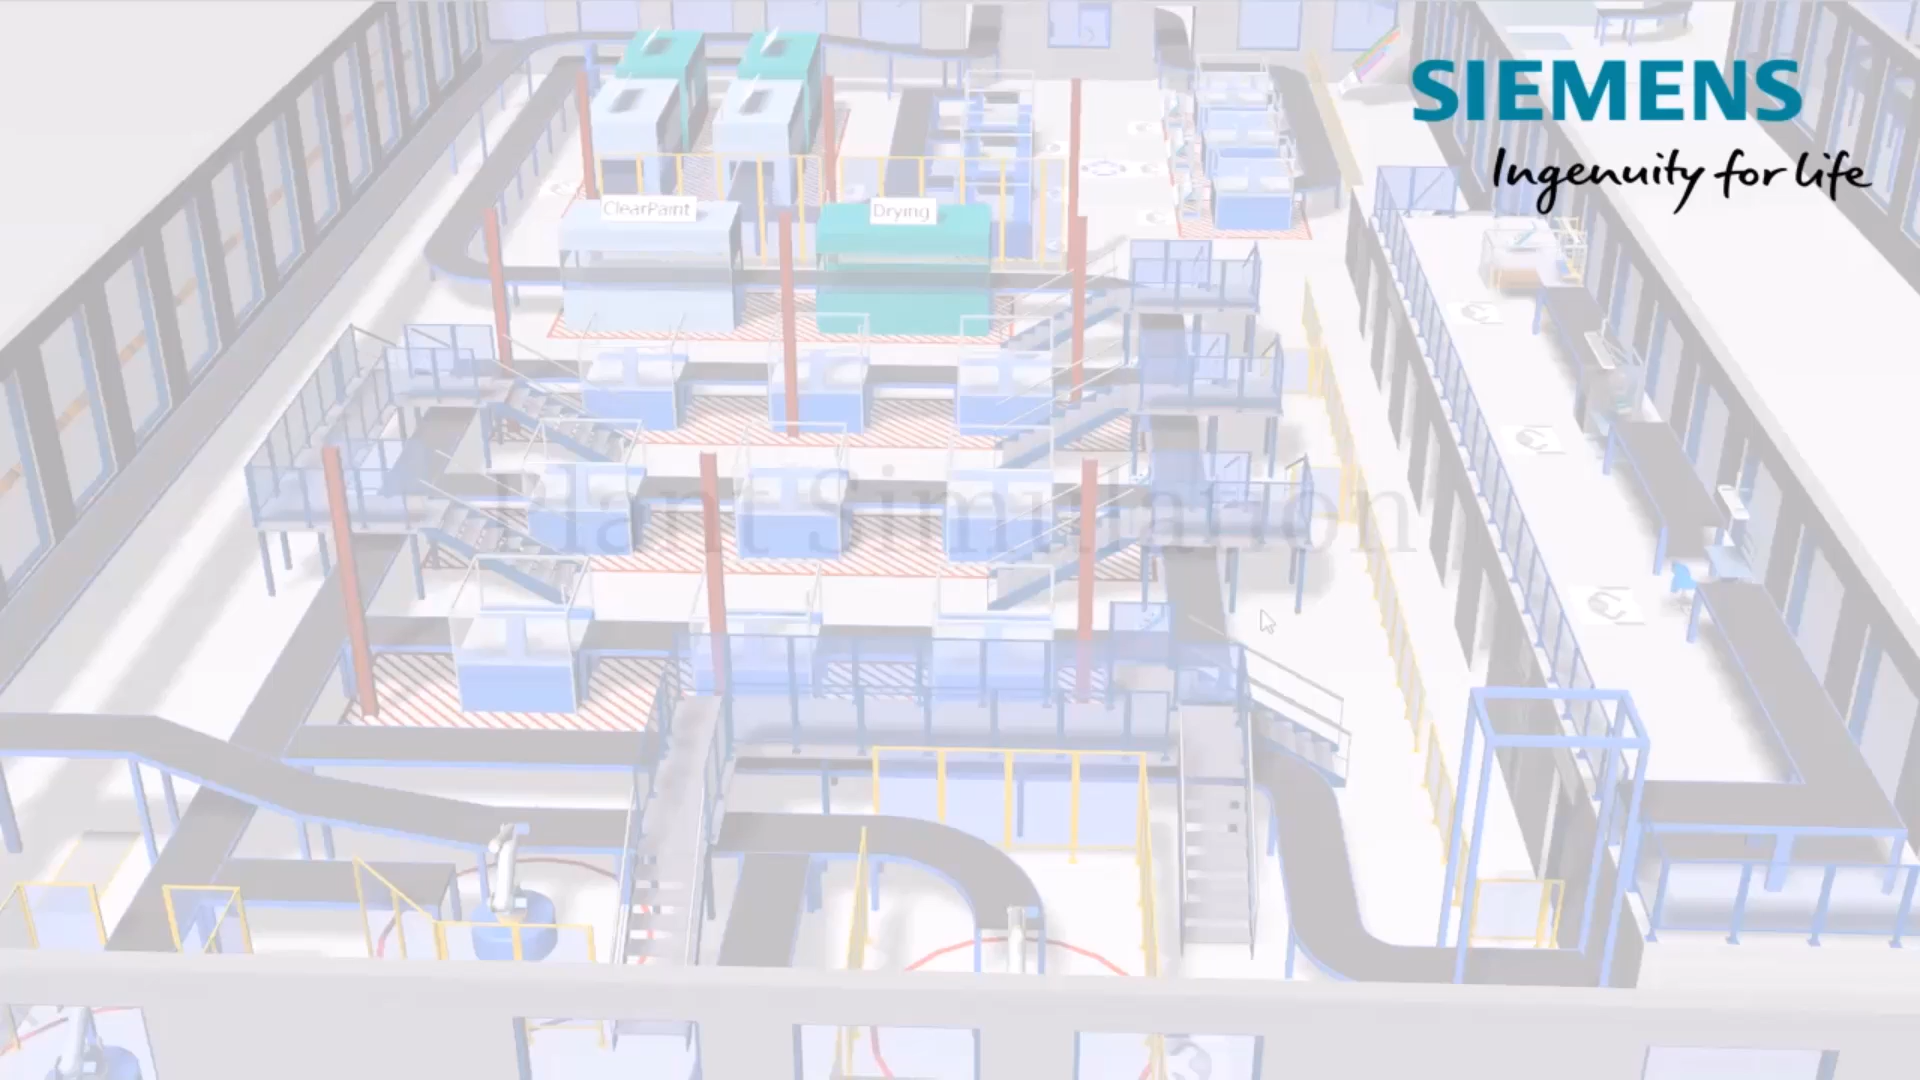 SIEMENS
Ingenuity for life
ClearPaint
Drying
Plant Simulation